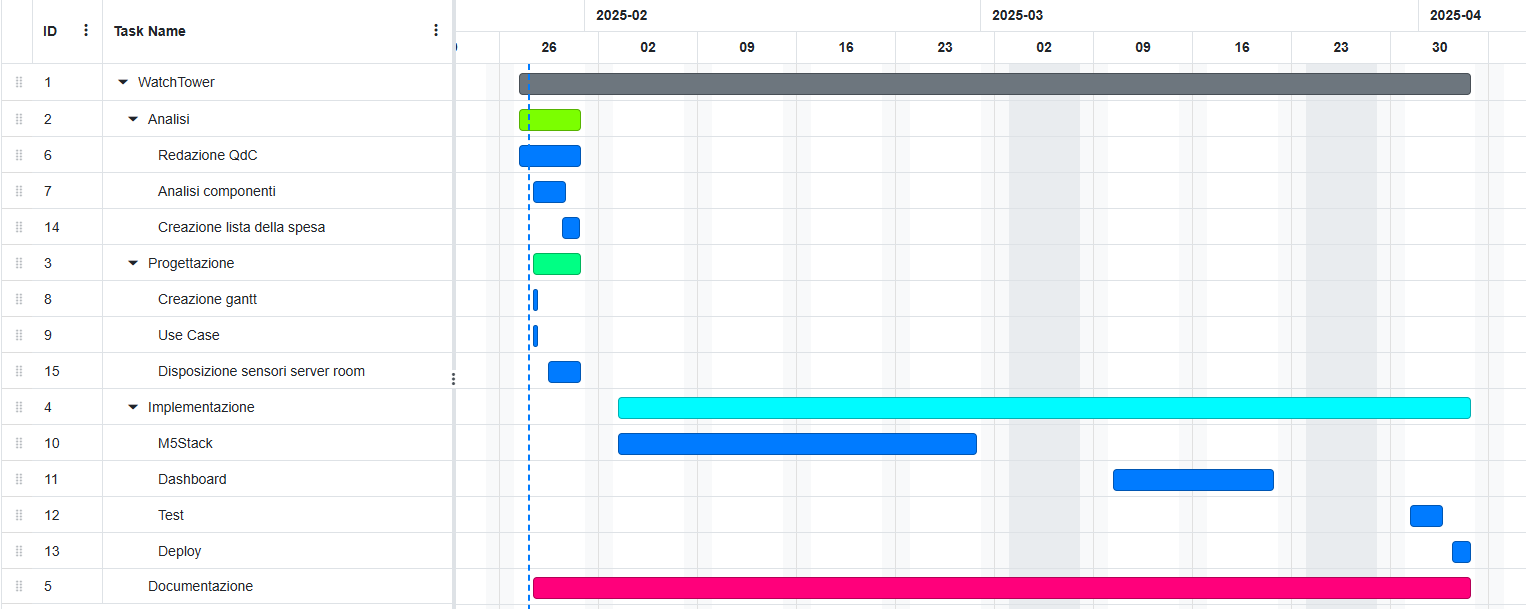 ID Task Name 2025-02 2025-03 2025-04
26 02 09 16 23 02 09 16 23 30
1 WatchTower
2 Analisi
6 Redazione QdC
7 Analisi componenti
14 Creazione lista della spesa
3 Progettazione
8 Creazione gantt
9 Use Case
15 Disposizione sensori server room
4 Implementazione
10 M5Stack
11 Dashboard
12 Test
13 Deploy
5 Documentazione